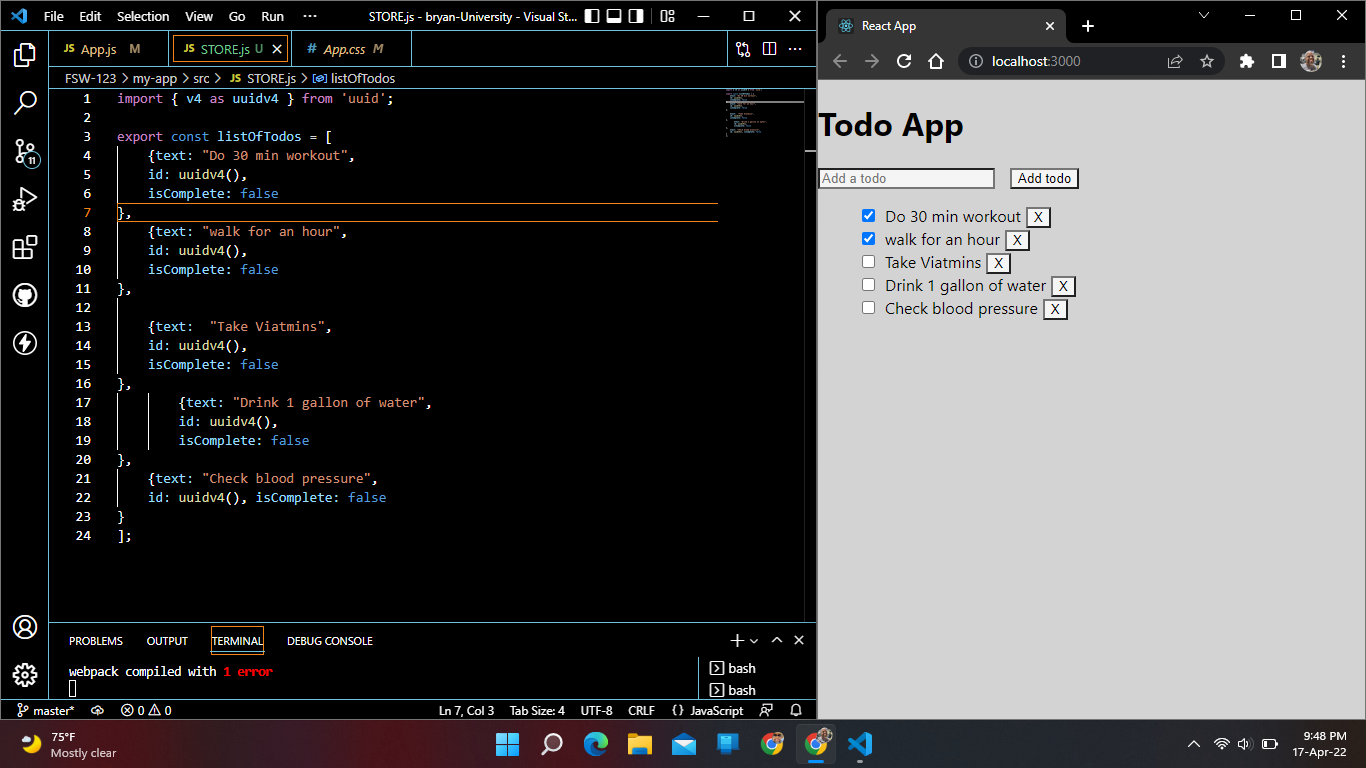 File Edit Selection View Go Run ··· STORE.js - bryan-University - Visual St...
JS App.js M JS STORE.js U # App.css M
FSW-123 > my-app > src > JS STORE.js > listOfTodos
1 import { v4 as uuidv4 } from 'uuid';
2
3 export const listOfTodos = [
4 {text: "Do 30 min workout",
5 id: uuidv4(),
6 isComplete: false
7 },
8 {text: "walk for an hour",
9 id: uuidv4(),
10 isComplete: false
11 },
12
13 {text:  "Take Viatmins",
14 id: uuidv4(),
15 isComplete: false
16 },
17 {text: "Drink 1 gallon of water",
18 id: uuidv4(),
19 isComplete: false
20 },
21 {text: "Check blood pressure",
22 id: uuidv4(), isComplete: false
23 }
24 ];
11
PROBLEMS OUTPUT TERMINAL DEBUG CONSOLE
webpack compiled with 1 error
bash
bash
master* 0 0 Ln 7, Col 3 Tab Size: 4 UTF-8 CRLF {} JavaScript
React App
localhost:3000
Todo App
Add a todo Add todo
Do 30 min workout X
walk for an hour X
Take Viatmins X
Drink 1 gallon of water X
Check blood pressure X
75°F
Mostly clear
9:48 PM
17-Apr-22